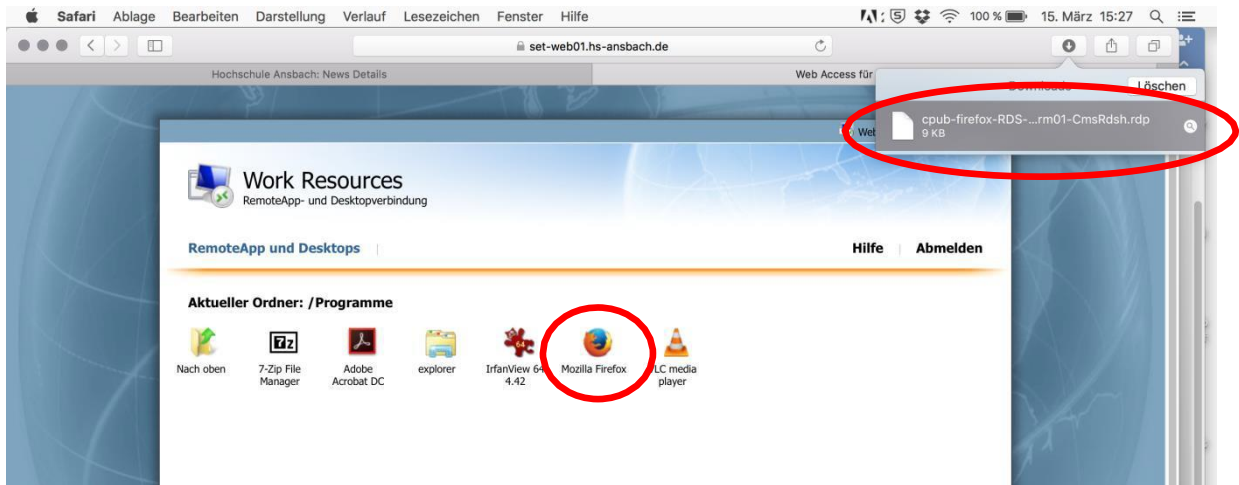 Safari Ablage Bearbeiten Darstellung Verlauf Lesezeichen Fenster Hilfe 100 % 15. März 15:27
set-web01.hs-ansbach.de
Hochschule Ansbach: News Details Web Access für
Downloads Löschen
cpub-firefox-RDS-...rm01-CmsRdsh.rdp
9 KB
Web
Work Resources
RemoteApp- und Desktopverbindung
RemoteApp und Desktops Hilfe Abmelden
Aktueller Ordner: /Programme
Nach oben 7-Zip File Adobe explorer IrfanView 64 Mozilla Firefox LC media
Manager Acrobat DC 4.42 player